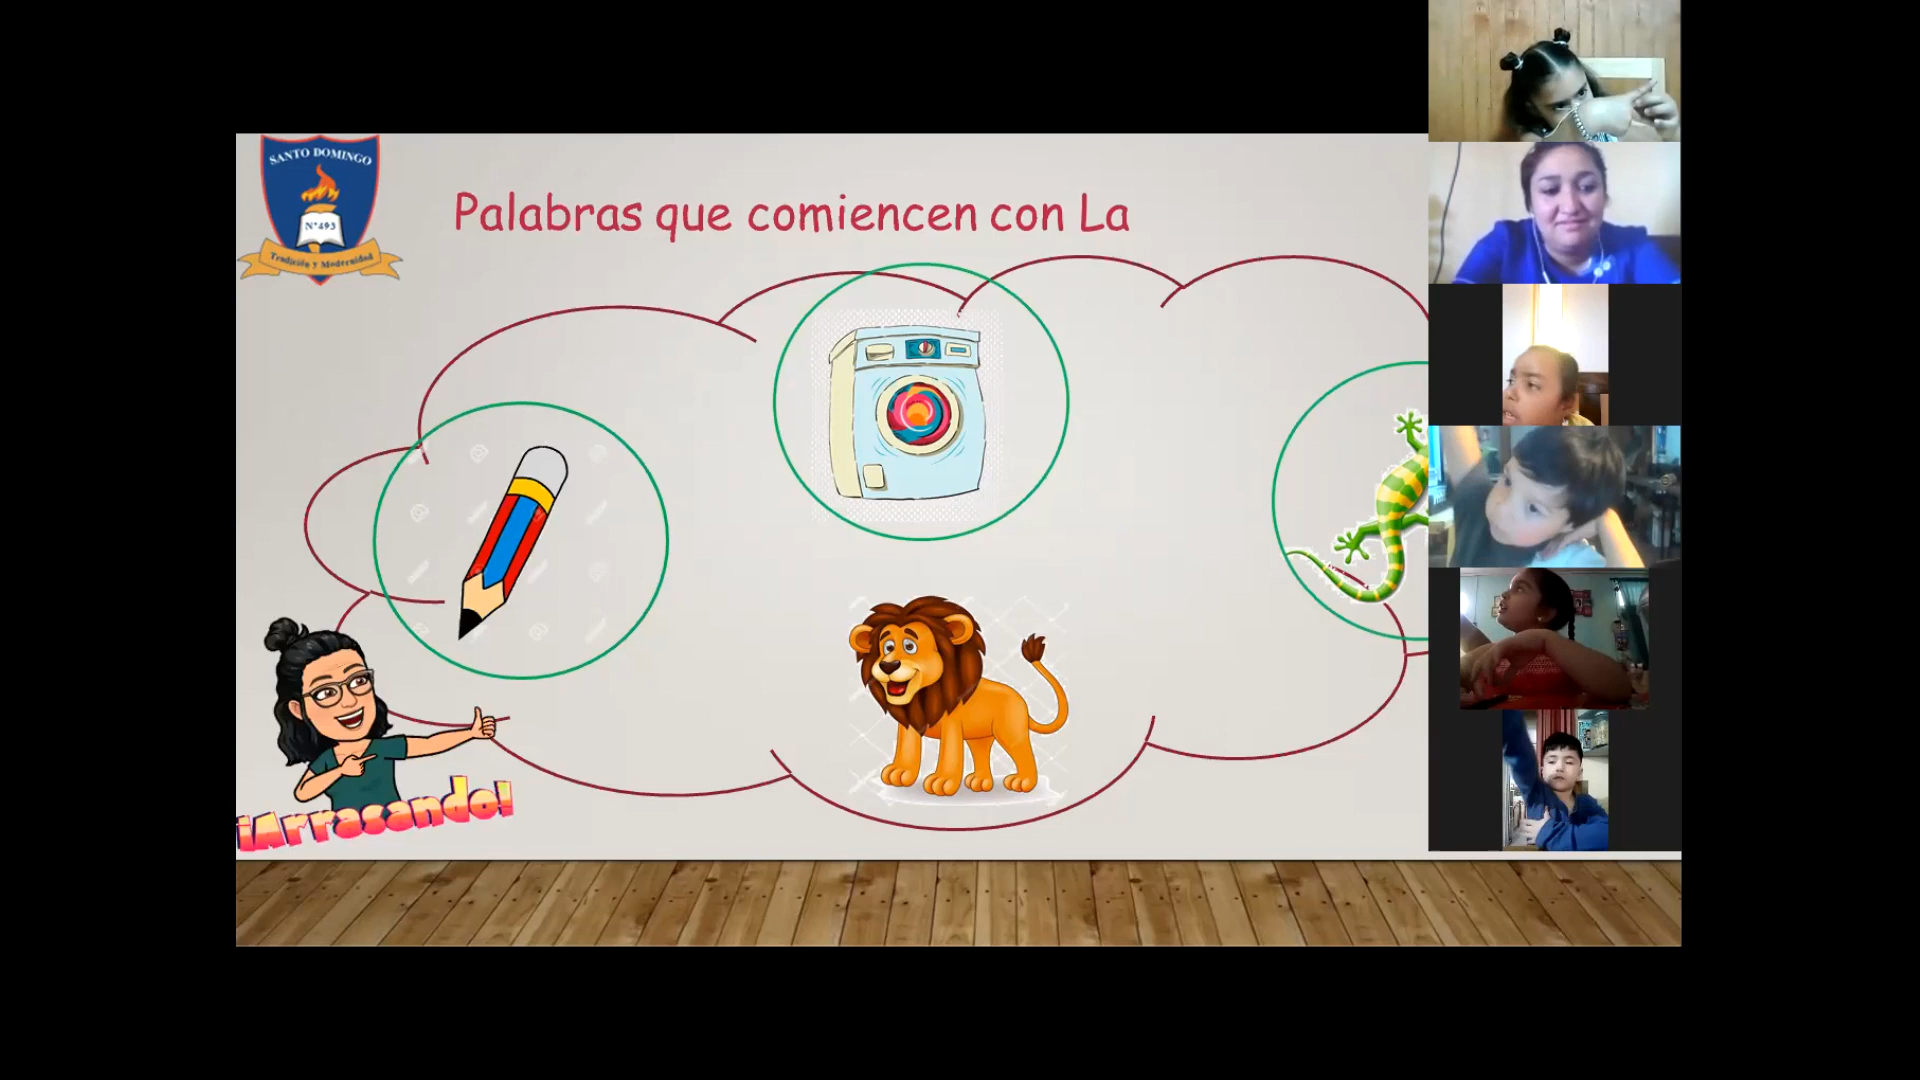 SANTO DOMINGO
N°493
Tradición y Modernidad
Palabras que comiencen con La
¡Arrasando!